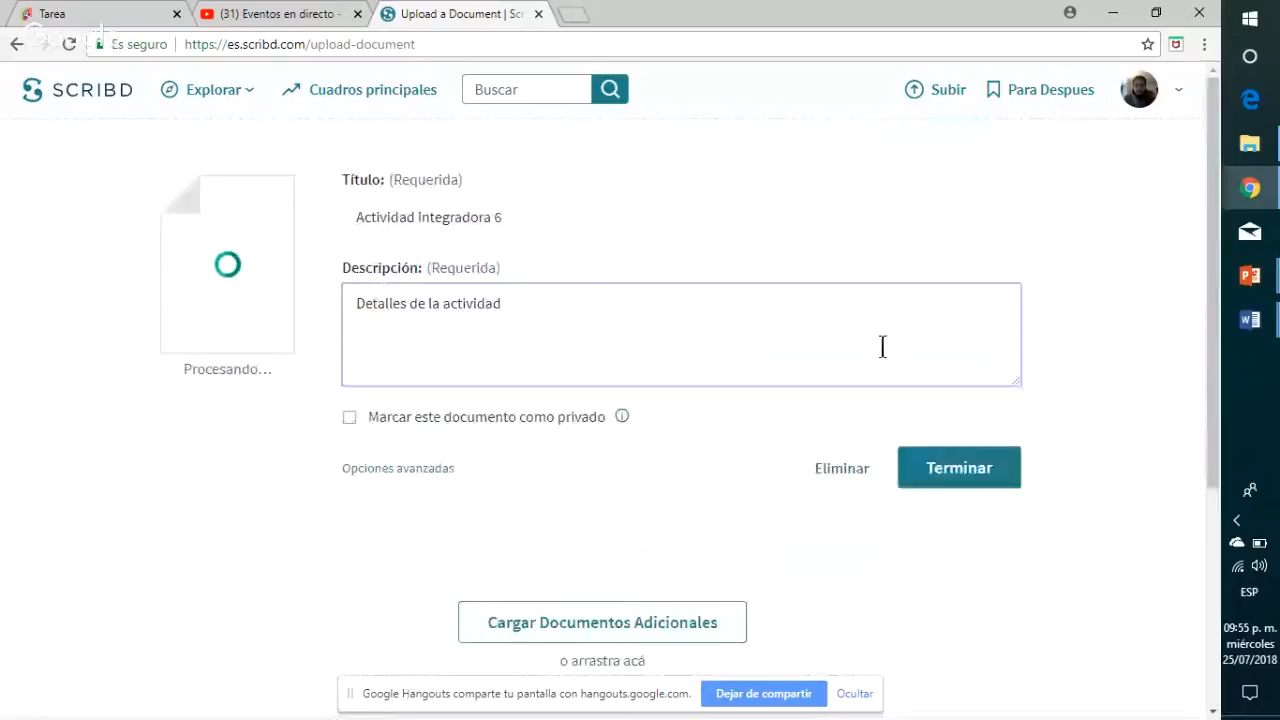 Tarea
(31) Eventos en directo -
Upload a Document | Scr
Google
Es seguro
https://es.scribd.com/upload-document
SCRIBD
Explorar
Cuadros principales
Buscar
Subir
Para Despues
Título: (Requerida)
Actividad integradora 6
Descripción: (Requerida)
Detalles de la actividad
Procesando...
Marcar este documento como privado
Opciones avanzadas
Eliminar
Terminar
Cargar Documentos Adicionales
o arrastra acá
Google Hangouts comparte tu pantalla con hangouts.google.com.
Dejar de compartir
Ocultar
ESP
09:55 p. m.
miércoles
25/07/2018